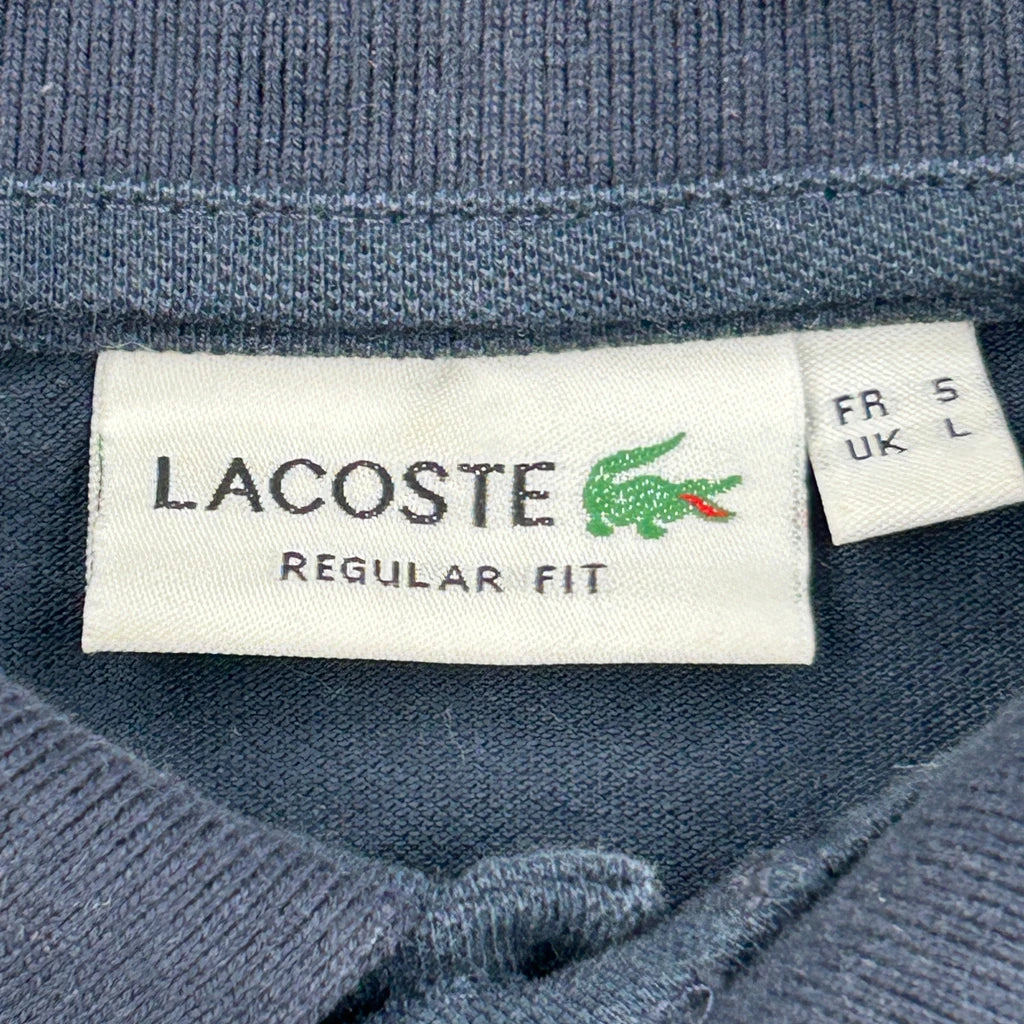 LACOSTE
REGULAR FIT
FR 5
UK L